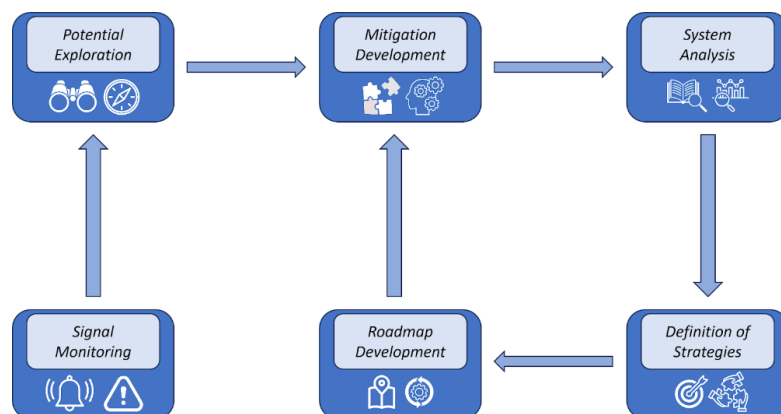 Potential
Exploration
Mitigation
Development
System
Analysis
Signal
Monitoring
Roadmap
Development
Definition of
Strategies